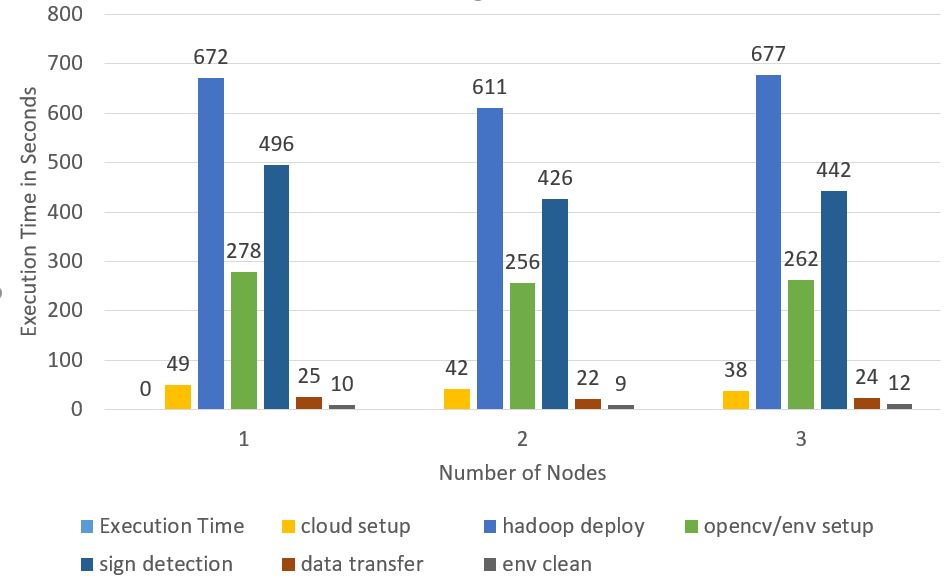 800
700
600
500
400
300
200
100
0
Execution Time in Seconds
0 49 672 278 496 25 10
42 611 256 426 22 9
38 677 262 442 24 12
1 2 3
Number of Nodes
Execution Time cloud setup hadoop deploy opencv/env setup
sign detection data transfer env clean